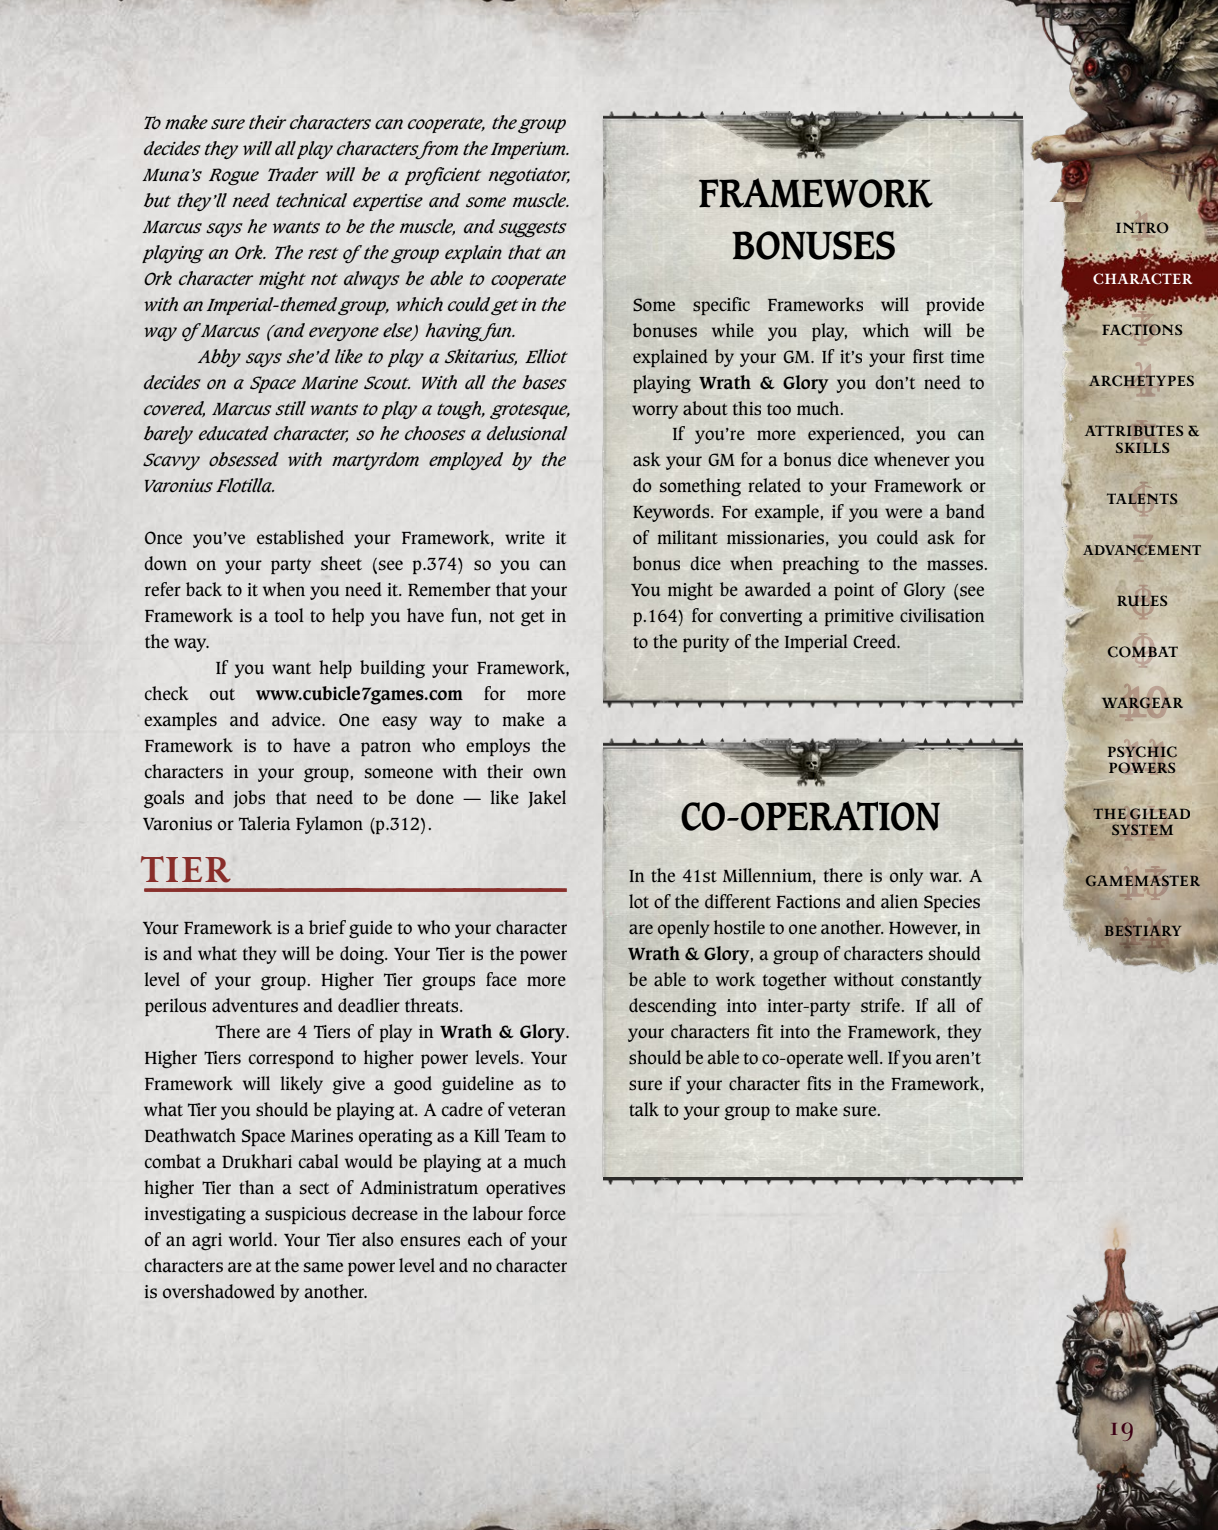 To make sure their characters can cooperate, the group
decides they will all play characters from the Imperium.
Muna's Rogue Trader will be a proficient negotiator,
but they'll need technical expertise and some muscle.
Marcus says he wants to be the muscle, and suggests
playing an Ork. The rest of the group explain that an
Ork character might not always be able to cooperate
with an Imperial-themed group, which could get in the
way of Marcus (and everyone else) having fun.
Abby says she'd like to play a Skitarius, Elliot
decides on a Space Marine Scout. With all the bases
covered, Marcus still wants to play a tough, grotesque,
barely educated character, so he chooses a delusional
Scavvy obsessed with martyrdom employed by the
Varonius Flotilla.
Once you've established your Framework, write it
down on your party sheet (see p.374) so you can
refer back to it when you need it. Remember that your
Framework is a tool to help you have fun, not get in
the way.
If you want help building your Framework,
check out www.cubicle7games.com for more
examples and advice. One easy way to make a
Framework is to have a patron who employs the
characters in your group, someone with their own
goals and jobs that need to be done — like Jakel
Varonius or Taleria Fylamon (p.312).
TIER
Your Framework is a brief guide to who your character
is and what they will be doing. Your Tier is the power
level of your group. Higher Tier groups face more
perilous adventures and deadlier threats.
There are 4 Tiers of play in Wrath & Glory.
Higher Tiers correspond to higher power levels. Your
Framework will likely give a good guideline as to
what Tier you should be playing at. A cadre of veteran
Deathwatch Space Marines operating as a Kill Team to
combat a Drukhari cabal would be playing at a much
higher Tier than a sect of Administratum operatives
investigating a suspicious decrease in the labour force
of an agri world. Your Tier also ensures each of your
characters are at the same power level and no character
is overshadowed by another.
FRAMEWORK
BONUSES
Some specific Frameworks will provide
bonuses while you play, which will be
explained by your GM. If it's your first time
playing Wrath & Glory you don't need to
worry about this too much.
If you're more experienced, you can
ask your GM for a bonus dice whenever you
do something related to your Framework or
Keywords. For example, if you were a band
of militant missionaries, you could ask for
bonus dice when preaching to the masses.
You might be awarded a point of Glory (see
p.164) for converting a primitive civilisation
to the purity of the Imperial Creed.
CO-OPERATION
In the 41st Millennium, there is only war. A
lot of the different Factions and alien Species
are openly hostile to one another. However, in
Wrath & Glory, a group of characters should
be able to work together without constantly
descending into inter-party strife. If all of
your characters fit into the Framework, they
should be able to co-operate well. If you aren't
sure if your character fits in the Framework,
talk to your group to make sure.
INTRO
CHARACTER
FACTIONS
ARCHETYPES
ATTRIBUTES &
SKILLS
TALENTS
ADVANCEMENT
RULES
COMBAT
WARGEAR
PSYCHIC
POWERS
THE GILEAD
SYSTEM
GAMEMASTER
BESTIARY
19